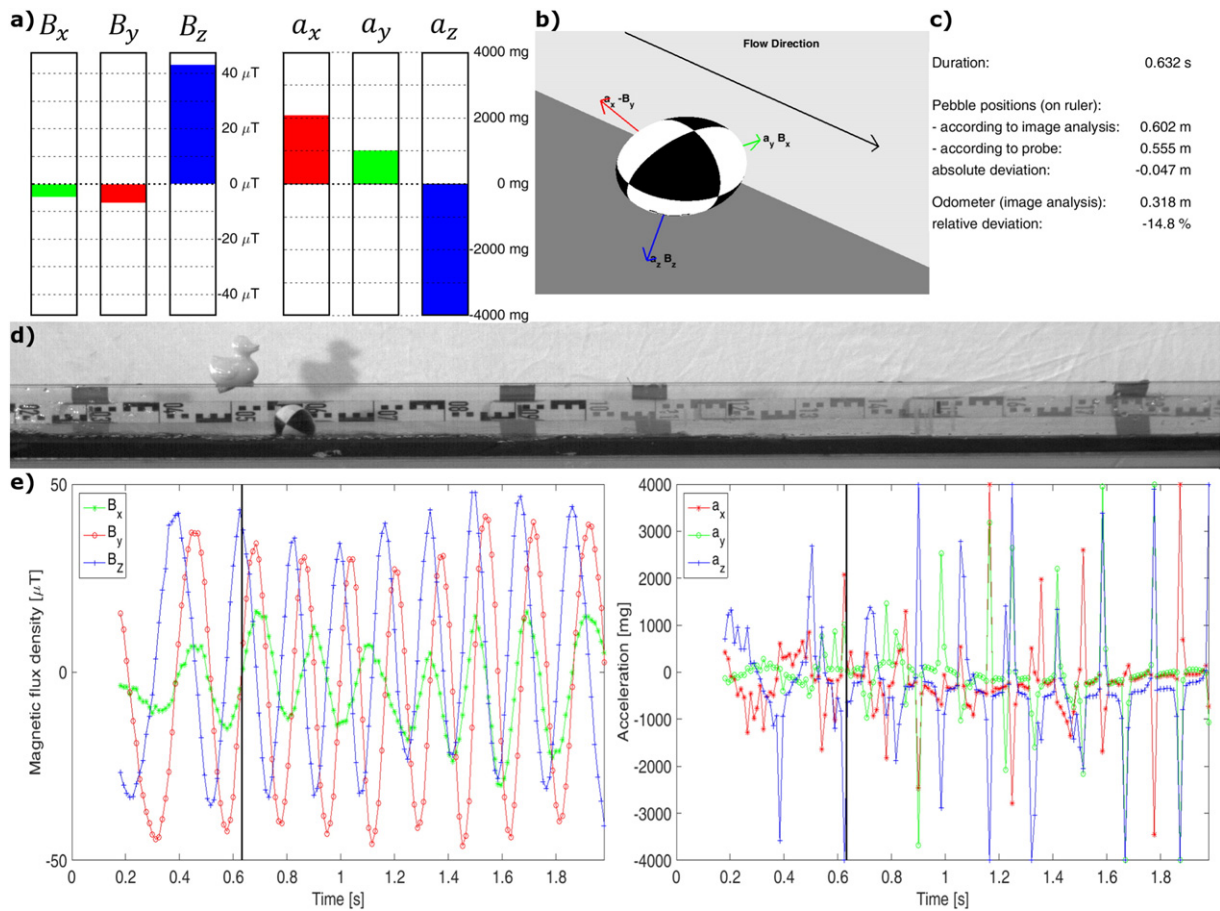 a)
B_x B_y B_z a_x a_y a_z
40 μT
20 μT
0 μT
-20 μT
-40 μT
4000 mg
2000 mg
0 mg
-2000 mg
-4000 mg
b)
Flow Direction
a_x -B_y
a_y B_x
a_z B_z
c)
Duration: 0.632 s
Pebble positions (on ruler):
- according to image analysis: 0.602 m
- according to probe: 0.555 m
absolute deviation: -0.047 m
Odometer (image analysis): 0.318 m
relative deviation: -14.8 %
d)
e)
50
0
-50
Magnetic flux density [μT]
B_x
B_y
B_z
0 0.2 0.4 0.6 0.8 1 1.2 1.4 1.6 1.8
Time [s]
4000
3000
2000
1000
0
-1000
-2000
-3000
-4000
Acceleration [mg]
a_x
a_y
a_z
0 0.2 0.4 0.6 0.8 1 1.2 1.4 1.6 1.8
Time [s]